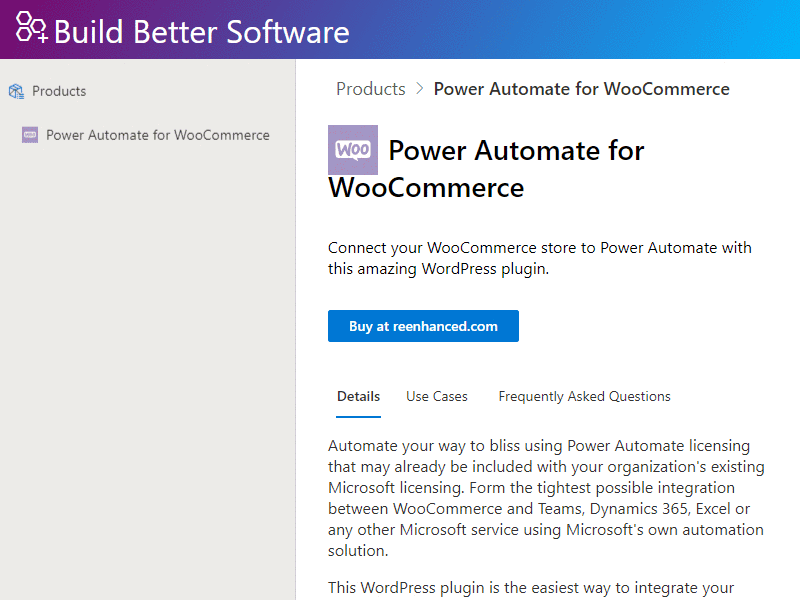 Build Better Software
Products
Power Automate for WooCommerce
Products > Power Automate for WooCommerce
Woo
Woo Power Automate for
WooCommerce
Connect your WooCommerce store to Power Automate with
this amazing WordPress plugin.
Buy at reenhanced.com
Details Use Cases Frequently Asked Questions
Automate your way to bliss using Power Automate licensing
that may already be included with your organization's existing
Microsoft licensing. Form the tightest possible integration
between WooCommerce and Teams, Dynamics 365, Excel or
any other Microsoft service using Microsoft's own automation
solution.
This WordPress plugin is the easiest way to integrate your